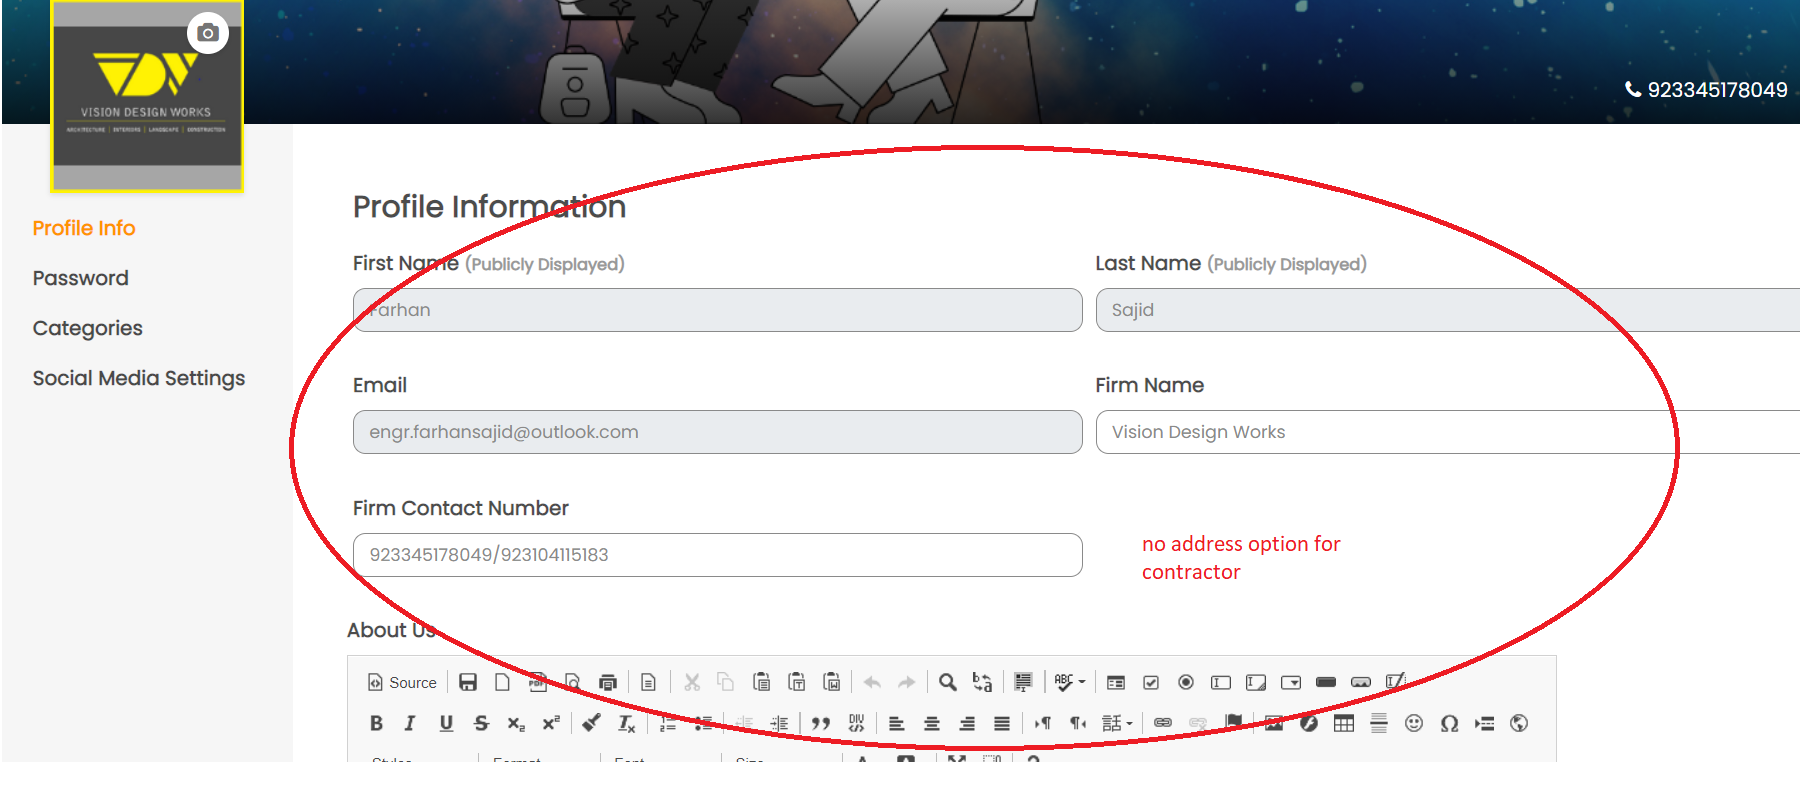 VISION DESIGN WORKS
ARCHITECTURE | INTERIORS | LANDSCAPE | CONSTRUCTION
923345178049
Profile Info
Password
Categories
Social Media Settings
Profile Information
First Name (Publicly Displayed)
Last Name (Publicly Displayed)
Farhan
Sajid
Email
Firm Name
engr.farhansajid@outlook.com
Vision Design Works
Firm Contact Number
923345178049/923104115183
no address option for
contractor
About Us
Source
Styles
Format
Font
Size